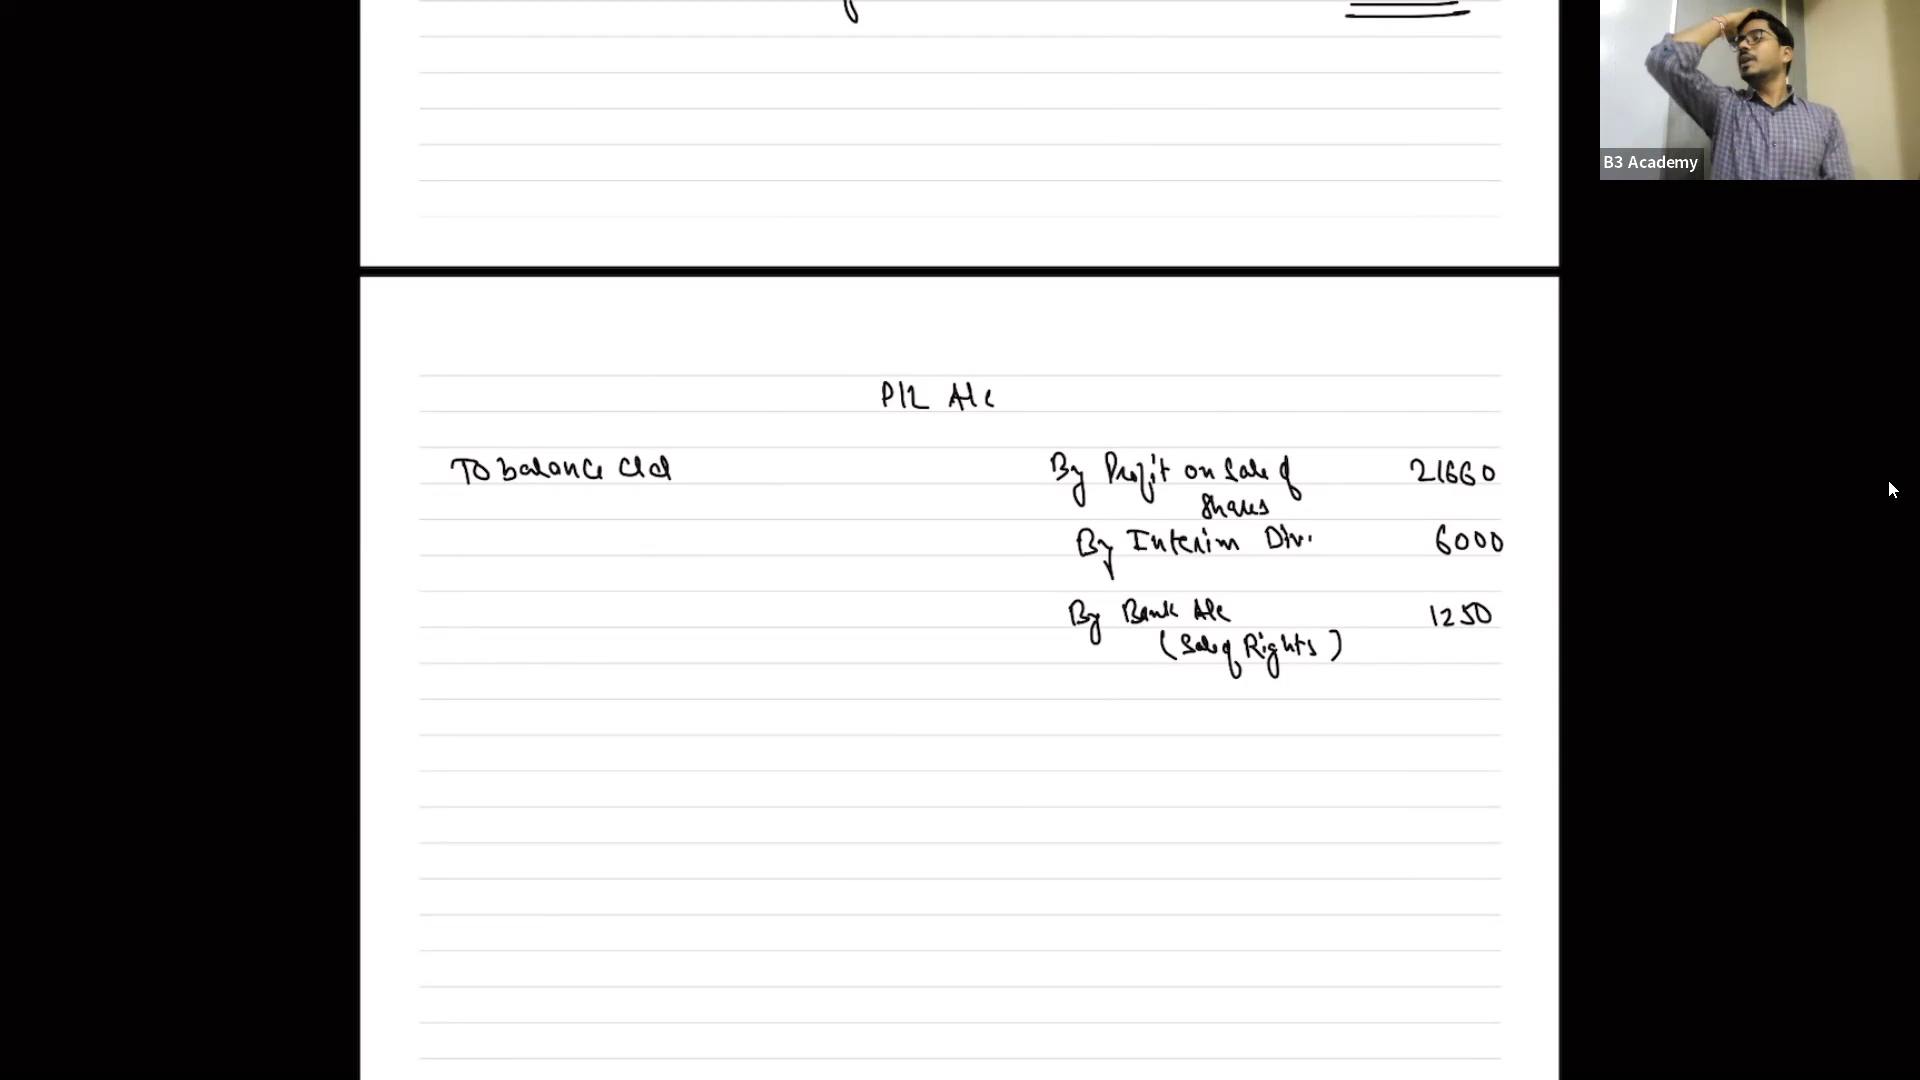 B3 Academy
P/L A/c
To balance c/d
By Profit on Sale of 21660
Shares
By Interim Div. 6000
By Bank A/c 1250
(Sale of Rights)